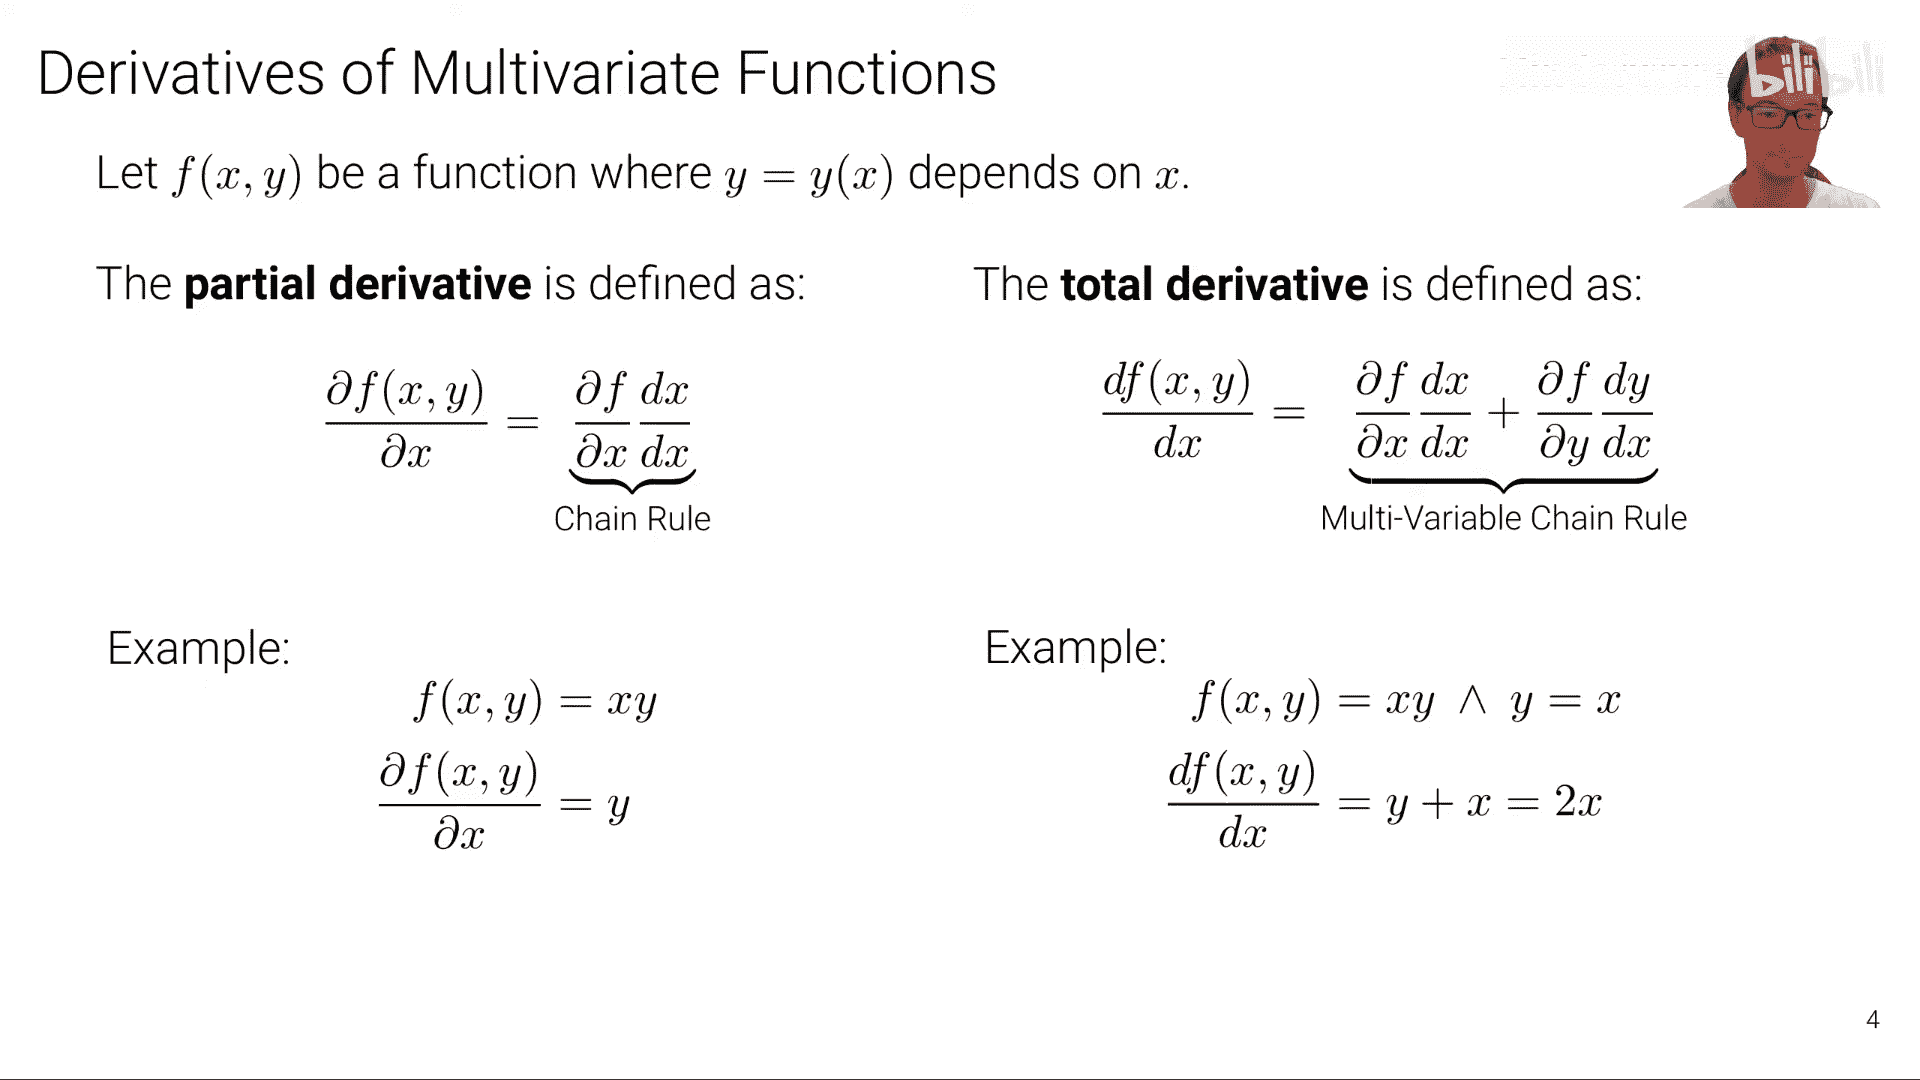 Derivatives of Multivariate Functions
bilibili
Let f(x, y) be a function where y = y(x) depends on x.
The partial derivative is defined as:
∂f(x, y)/∂x = ∂f/∂x dx/dx
Chain Rule
Example:
f(x, y) = xy
∂f(x, y)/∂x = y
The total derivative is defined as:
df(x, y)/dx = ∂f/∂x dx/dx + ∂f/∂y dy/dx
Multi-Variable Chain Rule
Example:
f(x, y) = xy ∧ y = x
df(x, y)/dx = y + x = 2x
4